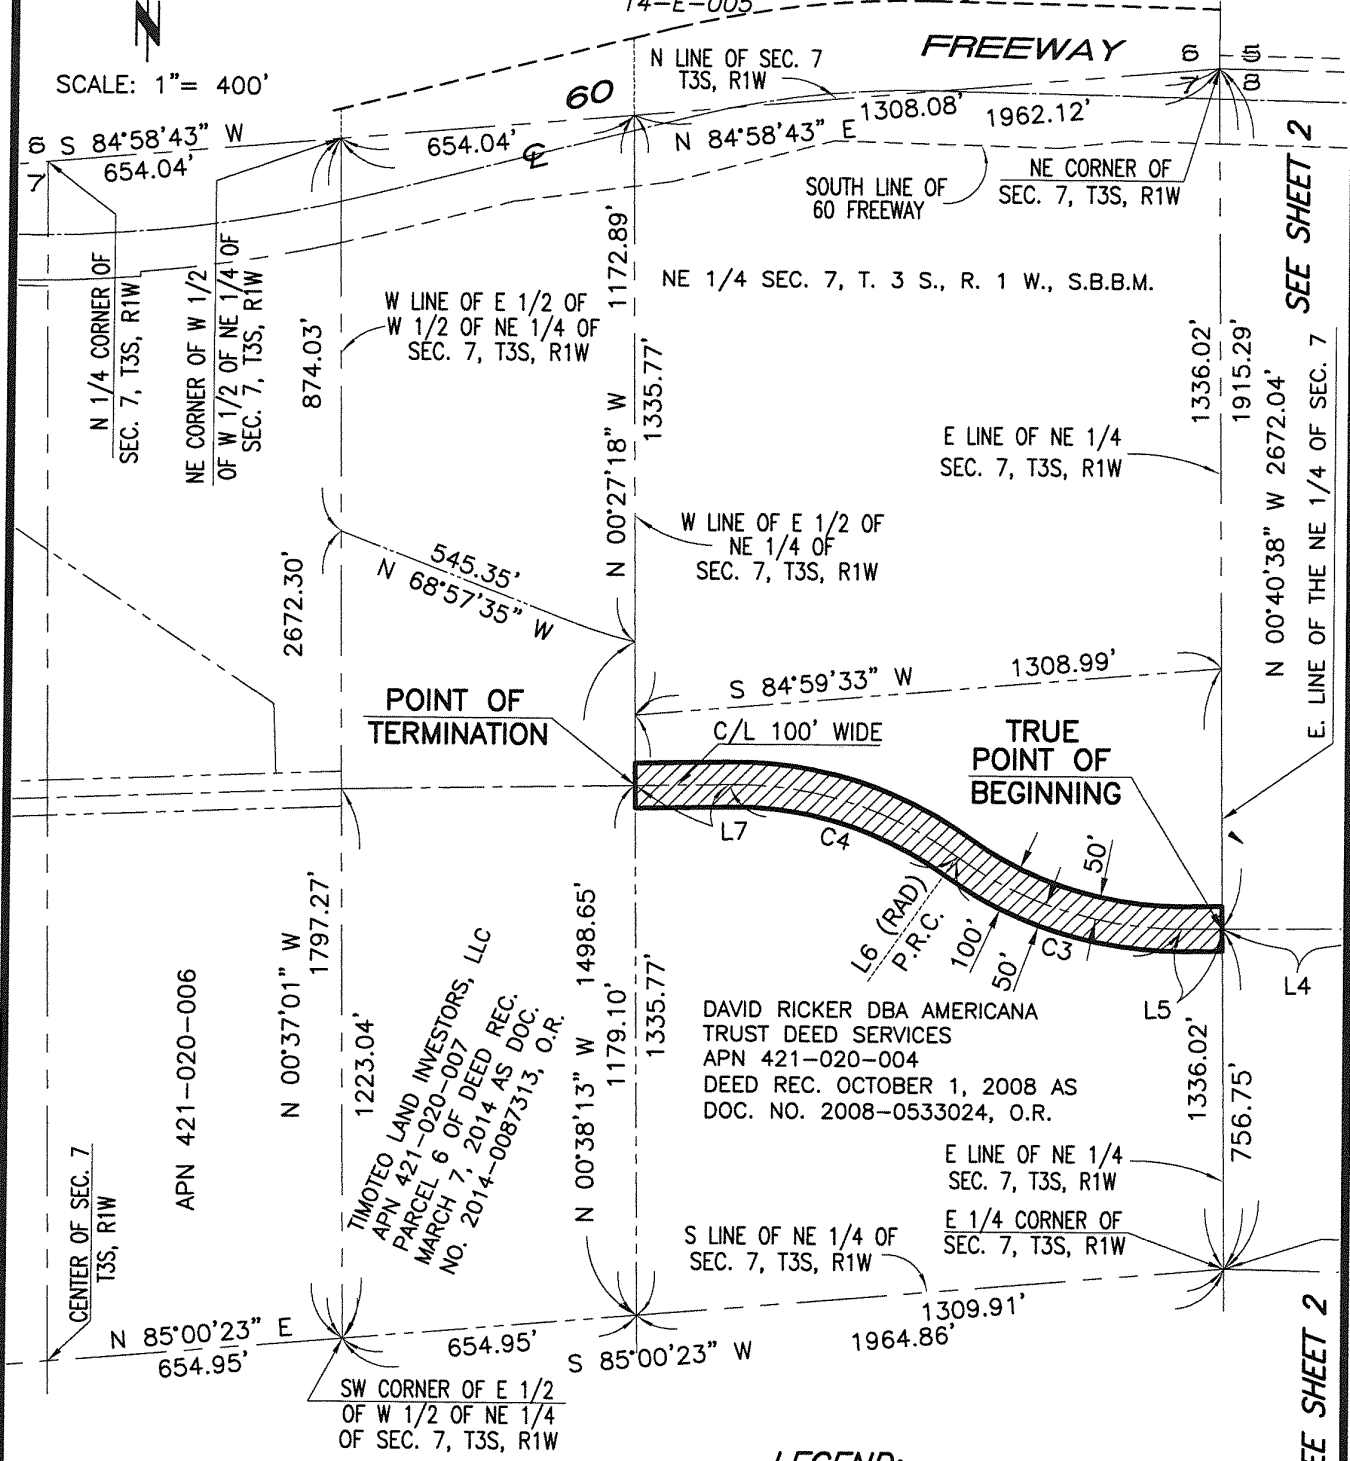 14-E-005
N
SCALE: 1"= 400'
FREEWAY
60
N LINE OF SEC. 7
T3S, R1W
6 5
7 8
6
7
S 84°58'43" W
654.04'
654.04'
℄
1308.08'
1962.12'
N 84°58'43" E
SOUTH LINE OF
60 FREEWAY
NE CORNER OF
SEC. 7, T3S, R1W
SEE SHEET 2
N 1/4 CORNER OF
SEC. 7, T3S, R1W
NE CORNER OF W 1/2
OF W 1/2 OF NE 1/4 OF
SEC. 7, T3S, R1W
874.03'
W LINE OF E 1/2 OF
W 1/2 OF NE 1/4 OF
SEC. 7, T3S, R1W
1172.89'
NE 1/4 SEC. 7, T. 3 S., R. 1 W., S.B.B.M.
N 00°27'18" W
1335.77'
1336.02'
1915.29'
N 00°40'38" W 2672.04'
E. LINE OF THE NE 1/4 OF SEC. 7
E LINE OF NE 1/4
SEC. 7, T3S, R1W
W LINE OF E 1/2 OF
NE 1/4 OF
SEC. 7, T3S, R1W
545.35'
N 68°57'35" W
2672.30'
S 84°59'33" W
1308.99'
POINT OF
TERMINATION
C/L 100' WIDE
TRUE
POINT OF
BEGINNING
L7
C4
50'
L6 (RAD)
P.R.C.
100'
50'
C3
L5
L4
APN 421-020-006
N 00°37'01" W
1797.27'
1223.04'
TIMOTEO LAND INVESTORS, LLC
APN 421-020-007
PARCEL 6 OF DEED REC.
MARCH 7, 2014 AS DOC.
NO. 2014-0087313, O.R.
N 00°38'13" W
1498.65'
1179.10'
1335.77'
DAVID RICKER DBA AMERICANA
TRUST DEED SERVICES
APN 421-020-004
DEED REC. OCTOBER 1, 2008 AS
DOC. NO. 2008-0533024, O.R.
1336.02'
756.75'
E LINE OF NE 1/4
SEC. 7, T3S, R1W
E 1/4 CORNER OF
SEC. 7, T3S, R1W
S LINE OF NE 1/4 OF
SEC. 7, T3S, R1W
CENTER OF SEC. 7
T3S, R1W
N 85°00'23" E
654.95'
654.95'
S 85°00'23" W
1309.91'
1964.86'
SW CORNER OF E 1/2
OF W 1/2 OF NE 1/4
OF SEC. 7, T3S, R1W
EE SHEET 2
LEGEND: